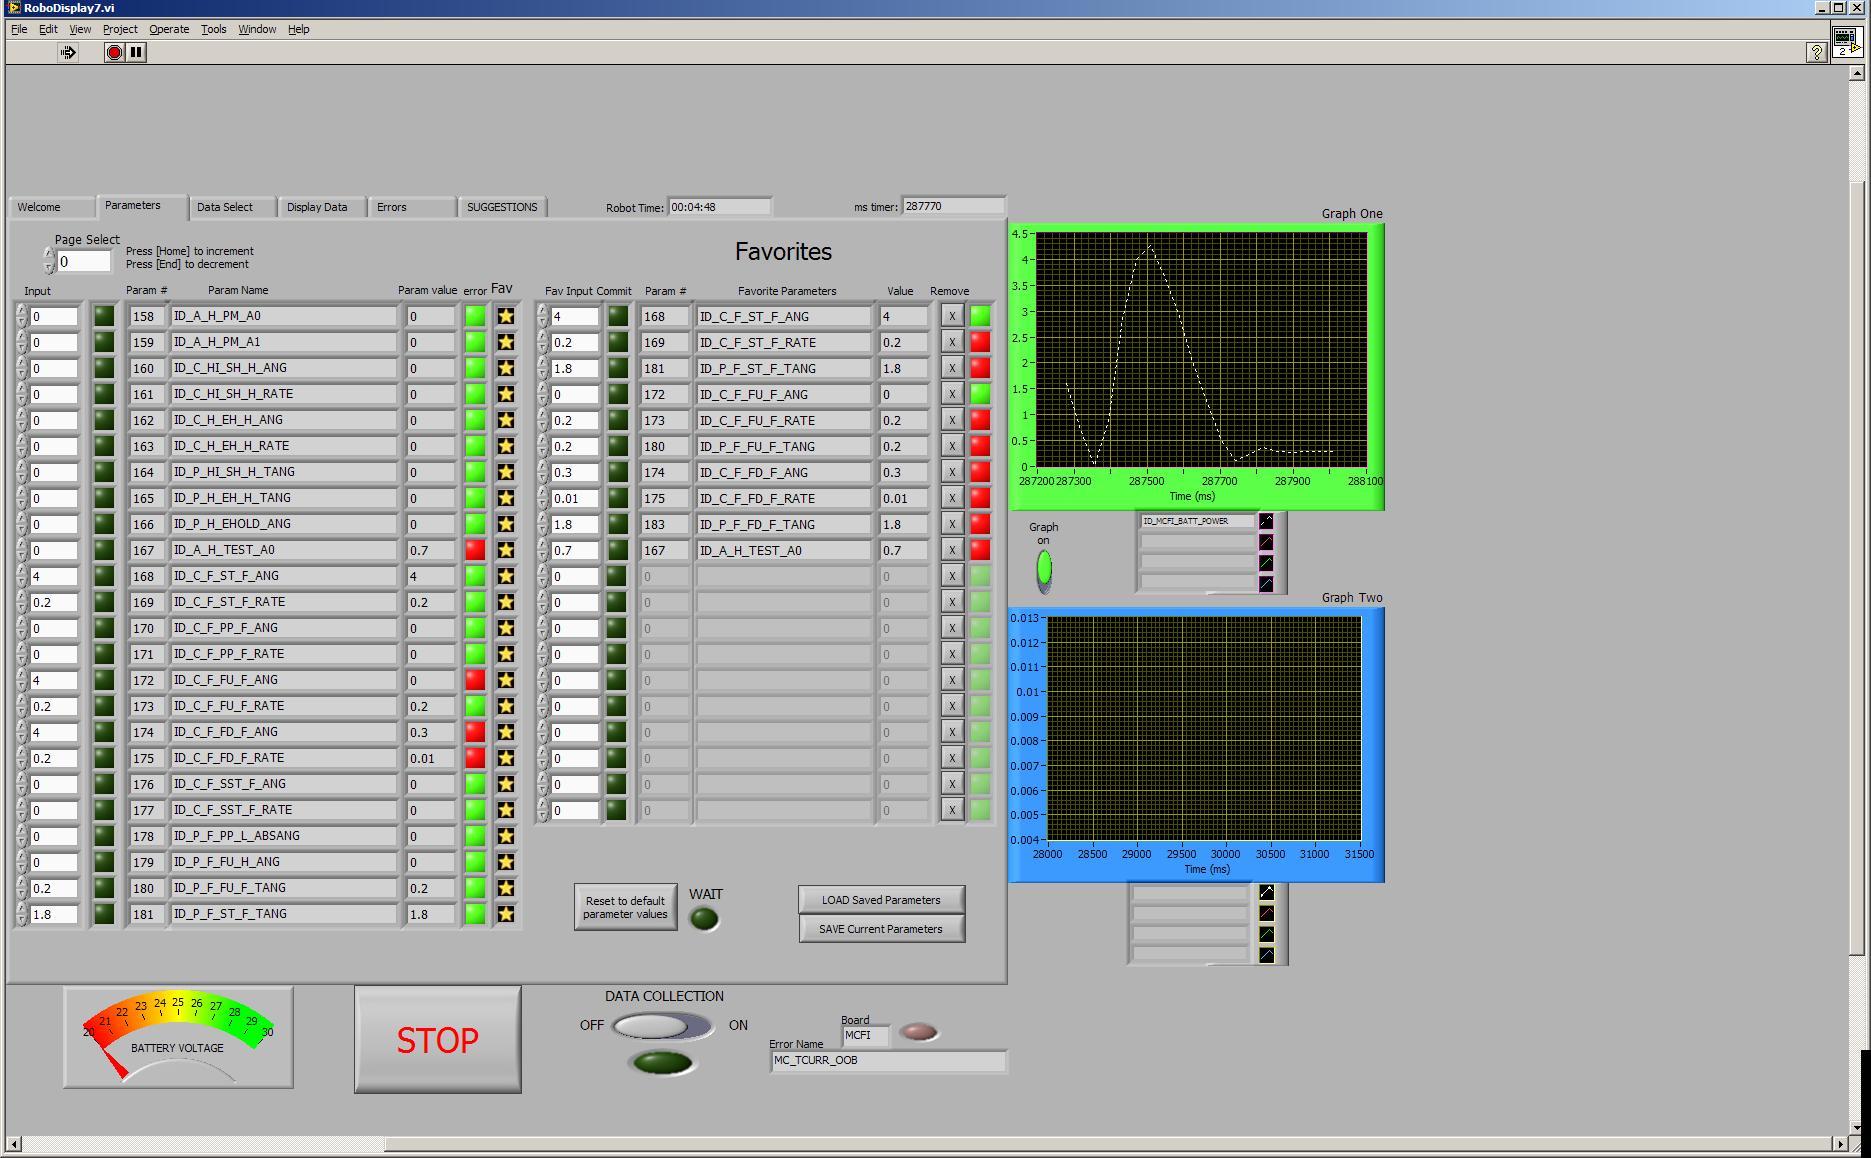 RoboDisplay7.vi
File Edit View Project Operate Tools Window Help
2
Welcome Parameters Data Select Display Data Errors SUGGESTIONS Robot Time: 00:04:48 ms timer: 287770
Page Select
0
Press [Home] to increment
Press [End] to decrement
Favorites
Input Param # Param Name Param value error Fav
0 158 ID_A_H_PM_A0 0
0 159 ID_A_H_PM_A1 0
0 160 ID_C_HI_SH_H_ANG 0
0 161 ID_C_HI_SH_H_RATE 0
0 162 ID_C_H_EH_H_ANG 0
0 163 ID_C_H_EH_H_RATE 0
0 164 ID_P_HI_SH_H_TANG 0
0 165 ID_P_H_EH_H_TANG 0
0 166 ID_P_H_EHOLD_ANG 0
0 167 ID_A_H_TEST_A0 0.7
4 168 ID_C_F_ST_F_ANG 4
0.2 169 ID_C_F_ST_F_RATE 0.2
0 170 ID_C_F_PP_F_ANG 0
0 171 ID_C_F_PP_F_RATE 0
4 172 ID_C_F_FU_F_ANG 0
0.2 173 ID_C_F_FU_F_RATE 0.2
4 174 ID_C_F_FD_F_ANG 0.3
0.2 175 ID_C_F_FD_F_RATE 0.01
0 176 ID_C_F_SST_F_ANG 0
0 177 ID_C_F_SST_F_RATE 0
0 178 ID_P_F_PP_L_ABSANG 0
0 179 ID_P_F_FU_H_ANG 0
0.2 180 ID_P_F_FU_F_TANG 0.2
1.8 181 ID_P_F_ST_F_TANG 1.8
Fav Input Commit Param # Favorite Parameters Value Remove
4 168 ID_C_F_ST_F_ANG 4 X
0.2 169 ID_C_F_ST_F_RATE 0.2 X
1.8 181 ID_P_F_ST_F_TANG 1.8 X
0 172 ID_C_F_FU_F_ANG 0 X
0.2 173 ID_C_F_FU_F_RATE 0.2 X
0.2 180 ID_P_F_FU_F_TANG 0.2 X
0.3 174 ID_C_F_FD_F_ANG 0.3 X
0.01 175 ID_C_F_FD_F_RATE 0.01 X
1.8 183 ID_P_F_FD_F_TANG 1.8 X
0.7 167 ID_A_H_TEST_A0 0.7 X
0 0 0 X
0 0 0 X
0 0 0 X
0 0 0 X
0 0 0 X
0 0 0 X
0 0 0 X
0 0 0 X
0 0 0 X
0 0 0 X
Reset to default
parameter values
WAIT
LOAD Saved Parameters
SAVE Current Parameters
Graph One
4.5
4
3.5
3
2.5
2
1.5
1
0.5
0
287200 287300 287500 287700 287900 288100
Time (ms)
Graph
on
ID_MCFI_BATT_POWER
Graph Two
0.013
0.012
0.011
0.01
0.009
0.008
0.007
0.006
0.005
0.004
28000 28500 29000 29500 30000 30500 31000 31500
Time (ms)
20 21 22 23 24 25 26 27 28 29 30
BATTERY VOLTAGE
STOP
DATA COLLECTION
OFF ON
Board
MCFI
Error Name
MC_TCURR_OOB